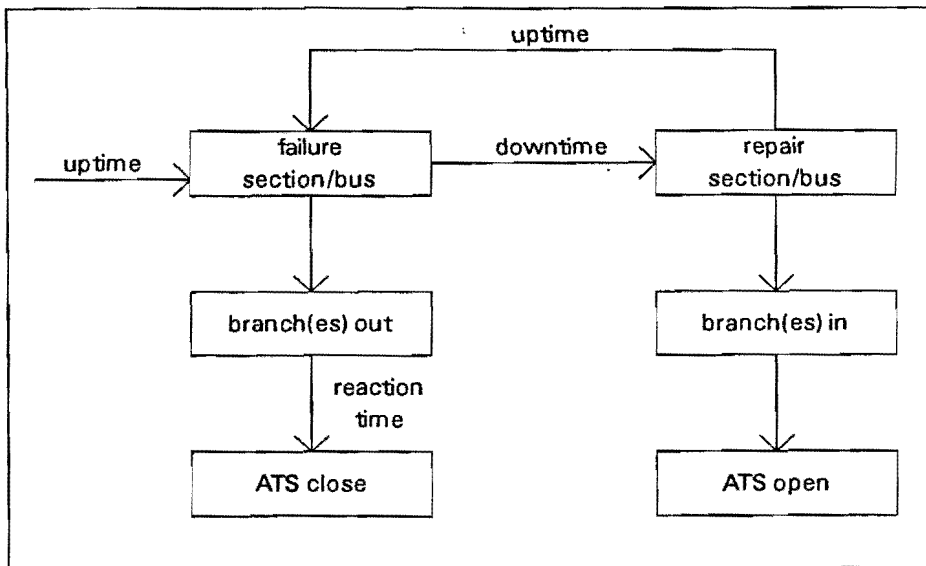 uptime
failure
section/bus
uptime
downtime
repair
section/bus
branch(es) out
branch(es) in
reaction
time
ATS close
ATS open